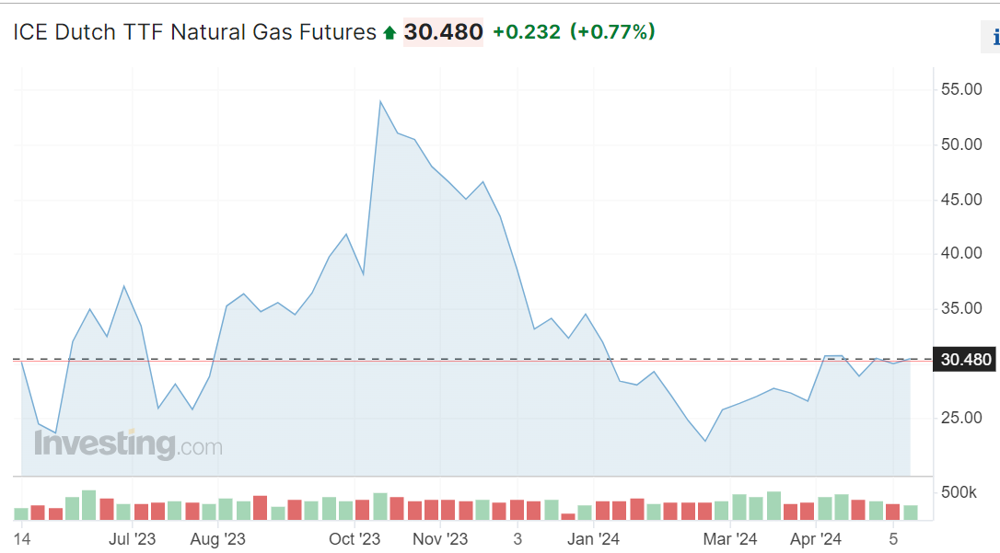 ICE Dutch TTF Natural Gas Futures 30.480 +0.232 (+0.77%)
i
55.00
50.00
45.00
40.00
35.00
30.480
25.00
Investing.com
500k
14 Jul '23 Aug '23 Oct '23 Nov '23 3 Jan '24 Mar '24 Apr '24 5